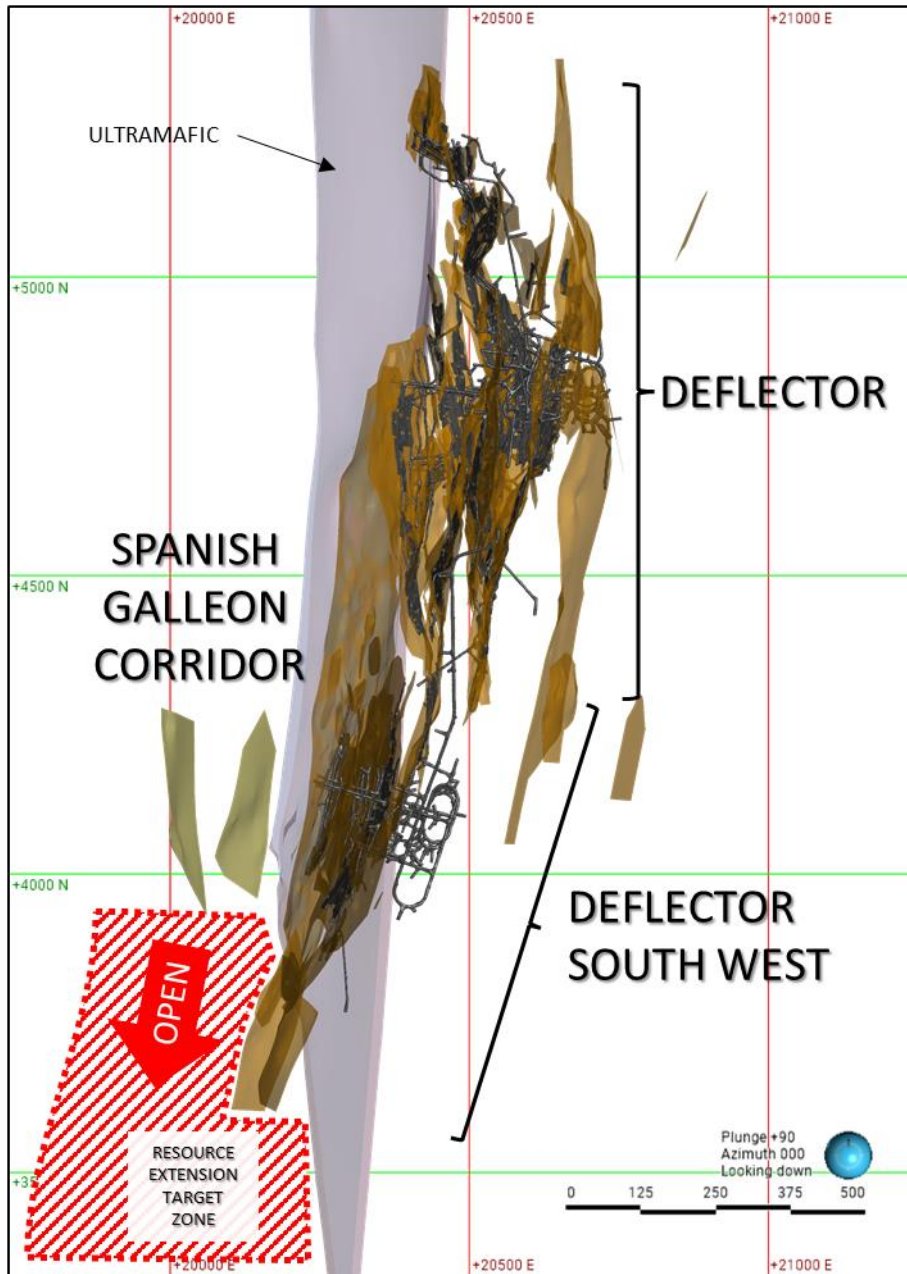 +20000 E
+20500 E
+21000 E
ULTRAMAFIC
+5000 N
DEFLECTOR
SPANISH
GALLEON
CORRIDOR
+4500 N
+4000 N
DEFLECTOR
SOUTH WEST
OPEN
RESOURCE
EXTENSION
TARGET
ZONE
Plunge +90
Azimuth 000
Looking down
0 125 250 375 500
+20000 E
+20500 E
+21000 E